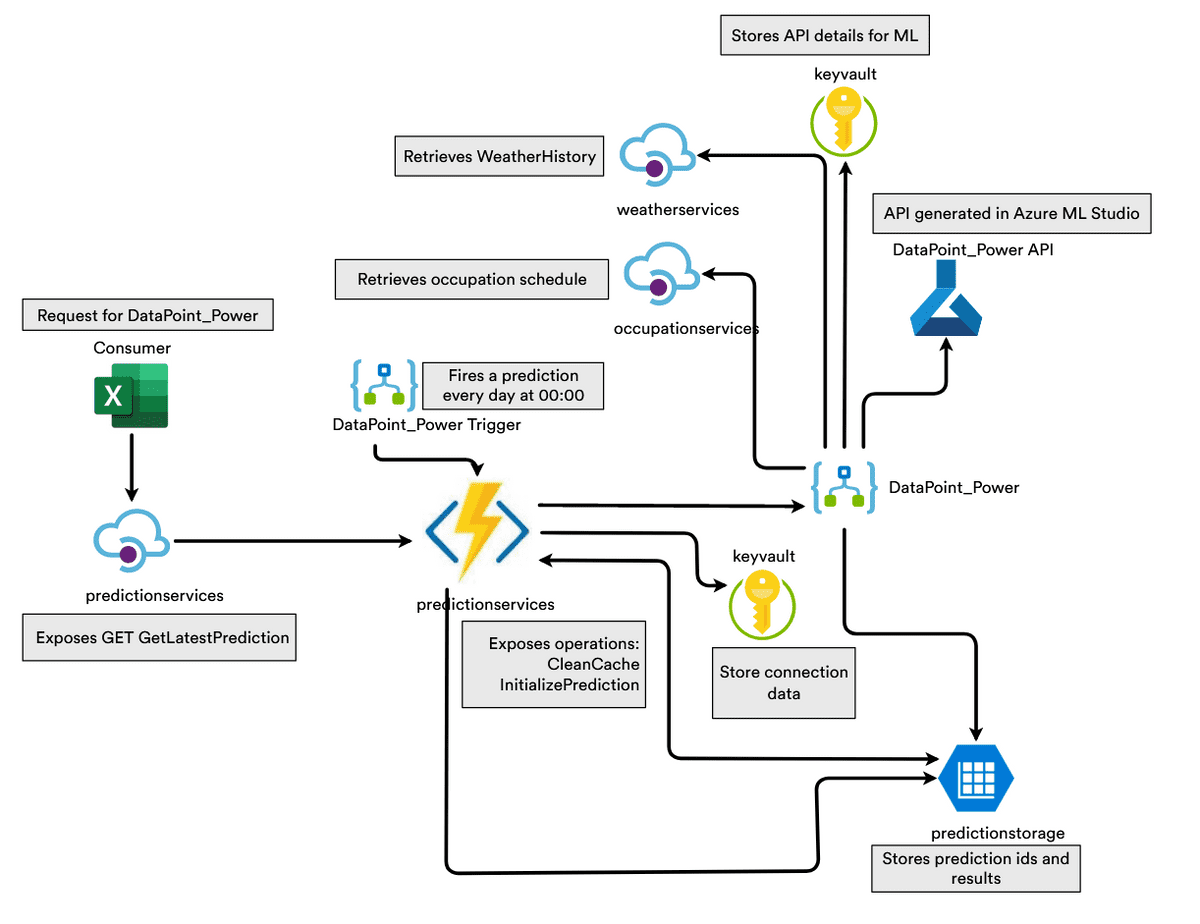 Stores API details for ML
keyvault
Retrieves WeatherHistory
weatherservices
API generated in Azure ML Studio
DataPoint_Power API
Retrieves occupation schedule
occupationservices
Request for DataPoint_Power
Consumer
X
Fires a prediction
every day at 00:00
DataPoint_Power Trigger
DataPoint_Power
predictionservices
Exposes GET GetLatestPrediction
predictionservices
Exposes operations:
CleanCache
InitializePrediction
keyvault
Store connection
data
predictionstorage
Stores prediction ids and
results